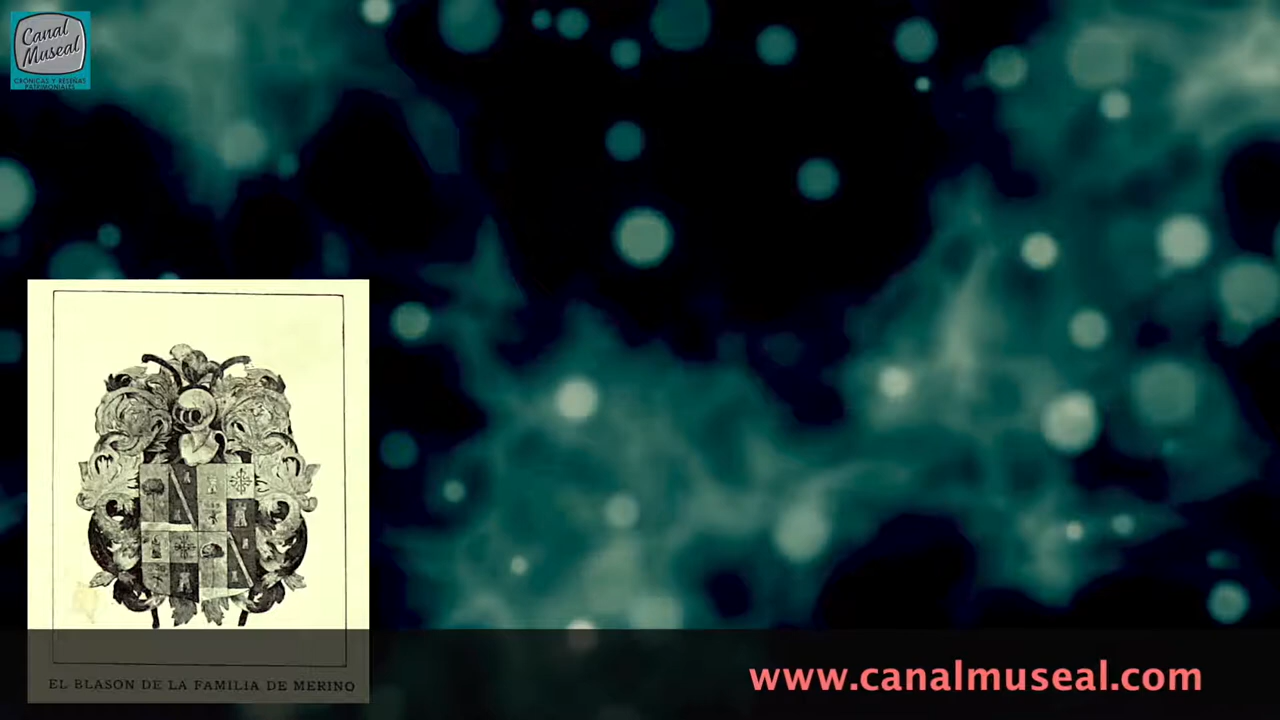 Canal
Museal
CRÓNICAS Y RESEÑAS
PATRIMONIALES
EL BLASON DE LA FAMILIA DE MERINO
www.canalmuseal.com